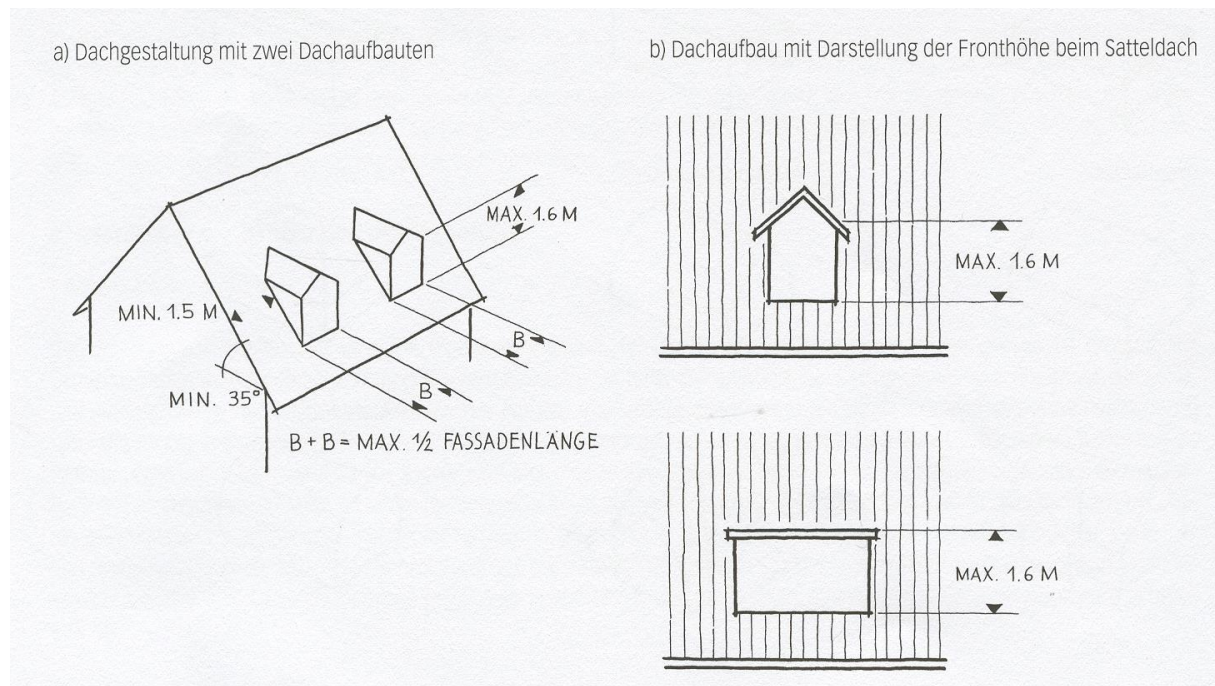 a) Dachgestaltung mit zwei Dachaufbauten
MAX. 1.6 M
MIN. 1.5 M
MIN. 35°
B
B
B + B = MAX. ½ FASSADENLÄNGE
b) Dachaufbau mit Darstellung der Fronthöhe beim Satteldach
MAX. 1.6 M
MAX. 1.6 M